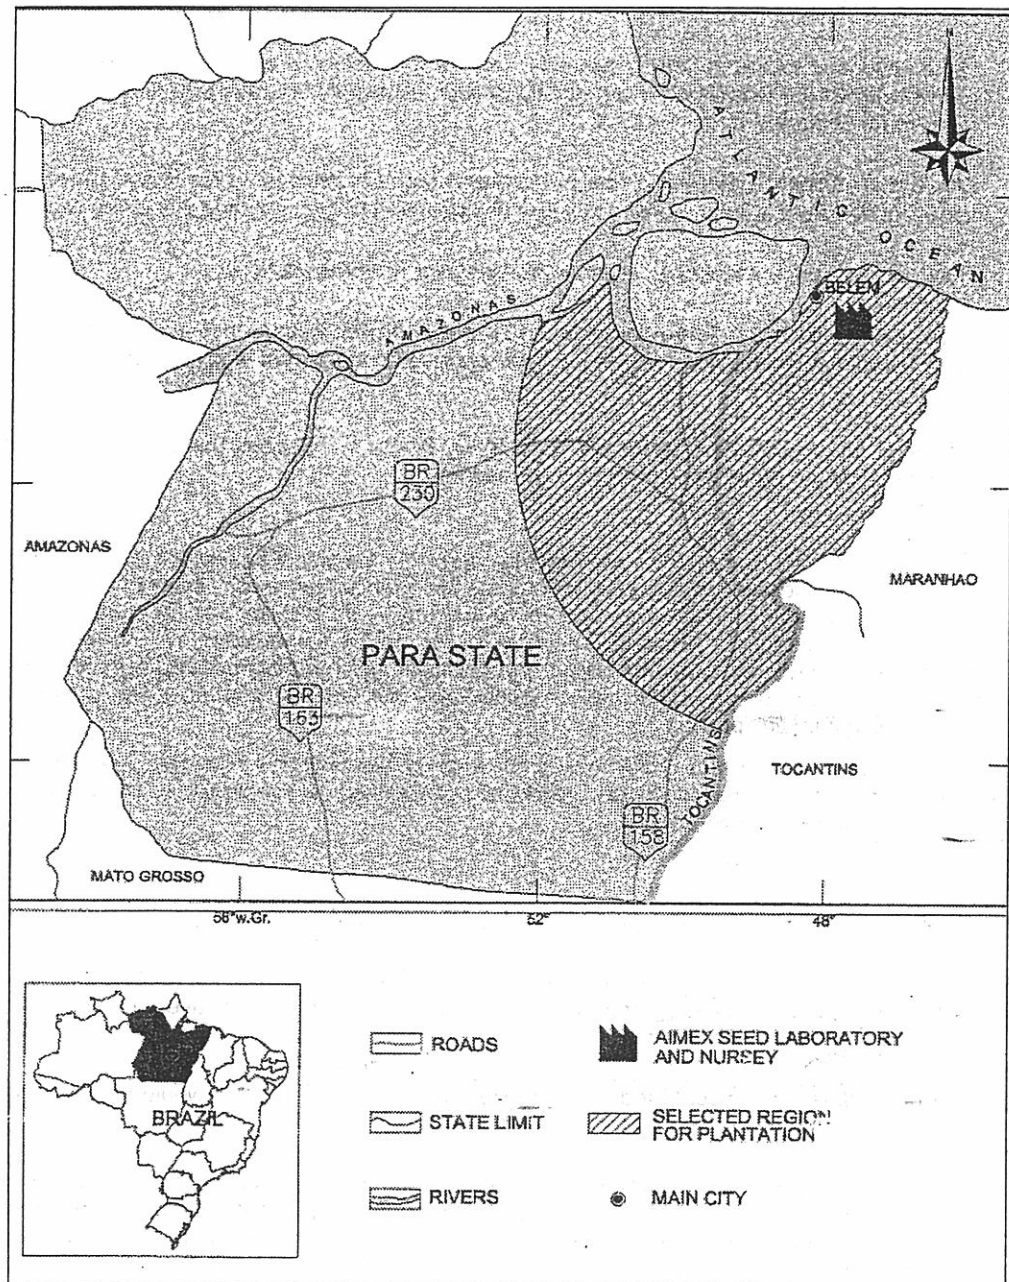 N
ATLANTIC OCEAN
BELEM
AMAZONAS
BR
230
AMAZONAS
MARANHAO
PARA STATE
BR
163
TOCANTINS
TOCANTINS
BR
158
MATO GROSSO
56°w.Gr.
52°
48°
BRAZIL
ROADS
STATE LIMIT
RIVERS
AIMEX SEED LABORATORY
AND NURSEY
SELECTED REGION
FOR PLANTATION
MAIN CITY